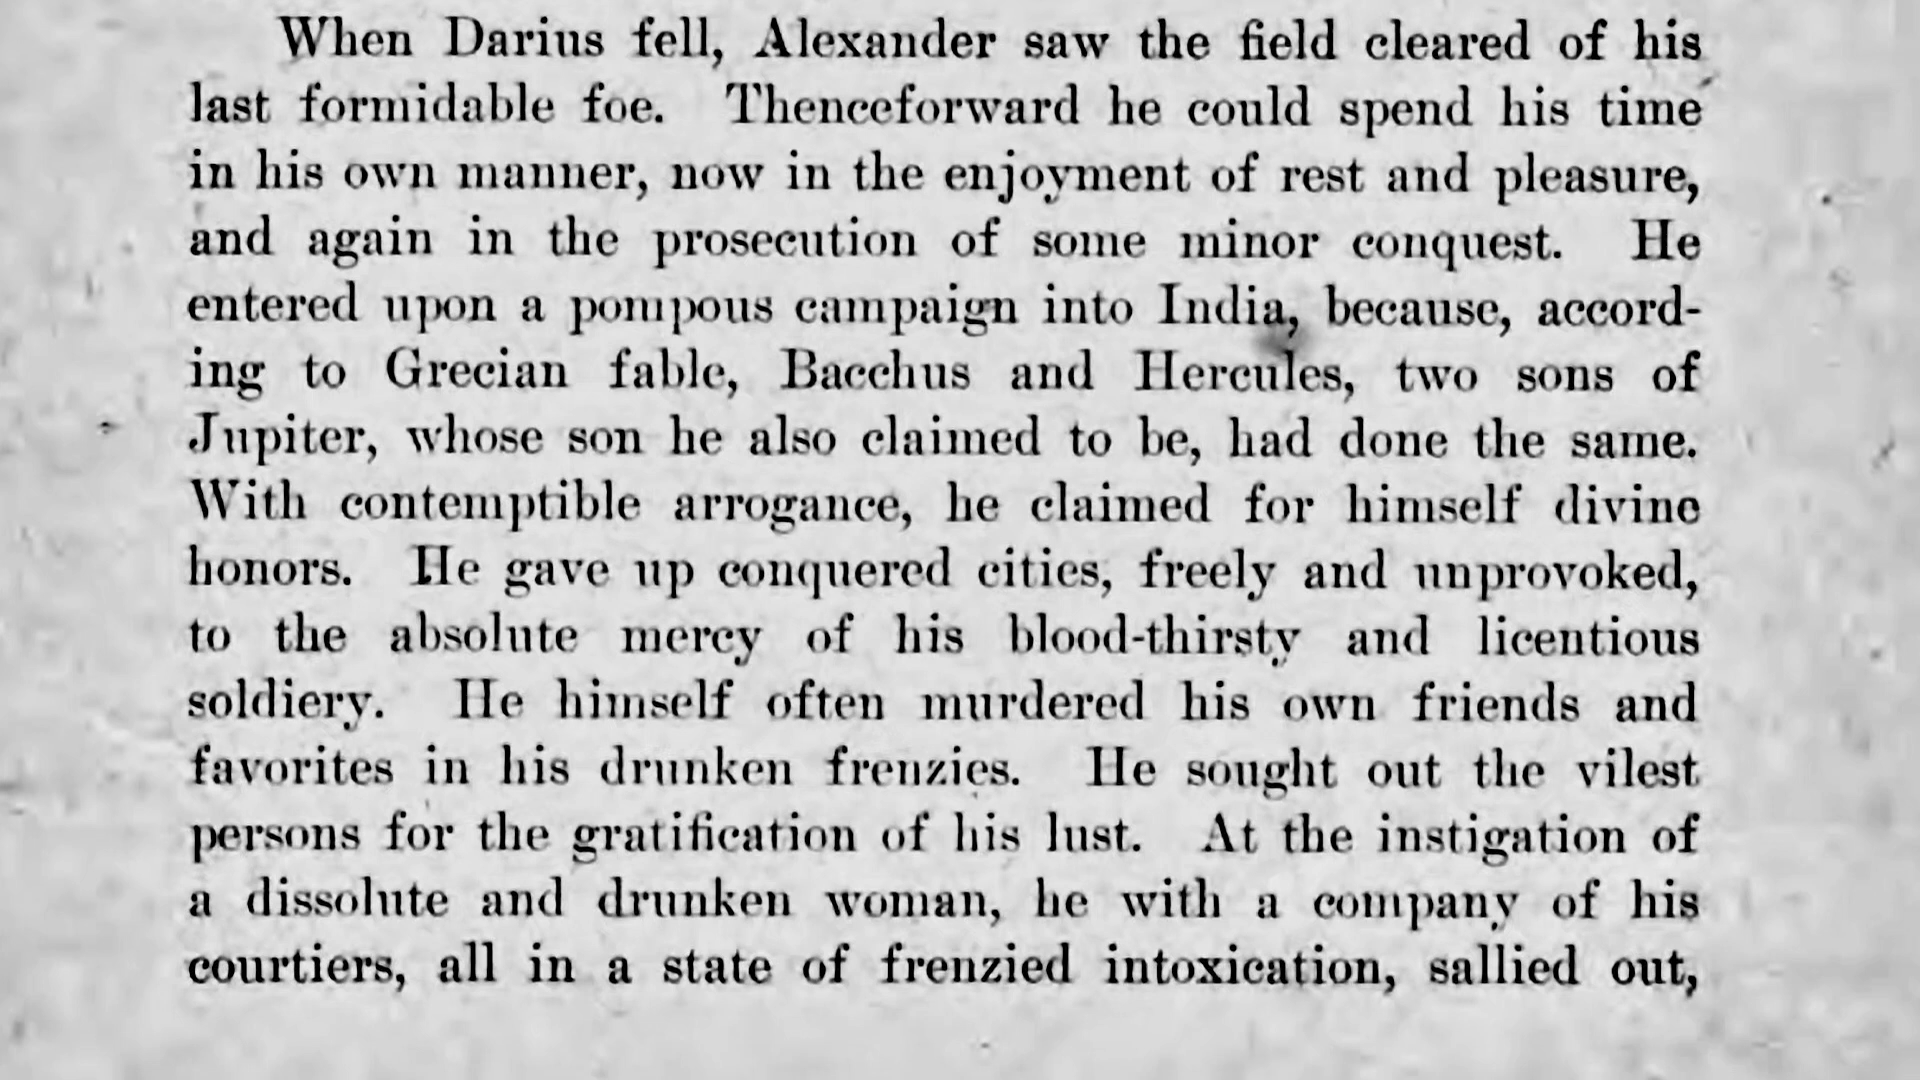 When Darius fell, Alexander saw the field cleared of his
last formidable foe. Thenceforward he could spend his time
in his own manner, now in the enjoyment of rest and pleasure,
and again in the prosecution of some minor conquest. He
entered upon a pompous campaign into India, because, accord-
ing to Grecian fable, Bacchus and Hercules, two sons of
Jupiter, whose son he also claimed to be, had done the same.
With contemptible arrogance, he claimed for himself divine
honors. He gave up conquered cities, freely and unprovoked,
to the absolute mercy of his blood-thirsty and licentious
soldiery. He himself often murdered his own friends and
favorites in his drunken frenzies. He sought out the vilest
persons for the gratification of his lust. At the instigation of
a dissolute and drunken woman, he with a company of his
courtiers, all in a state of frenzied intoxication, sallied out,